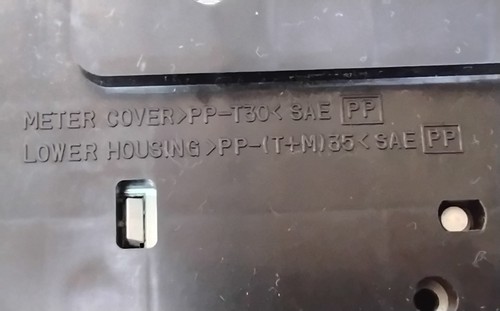 METER COVER>PP-T30< SAE PP
LOWER HOUSING>PP-(T+M)35< SAE PP